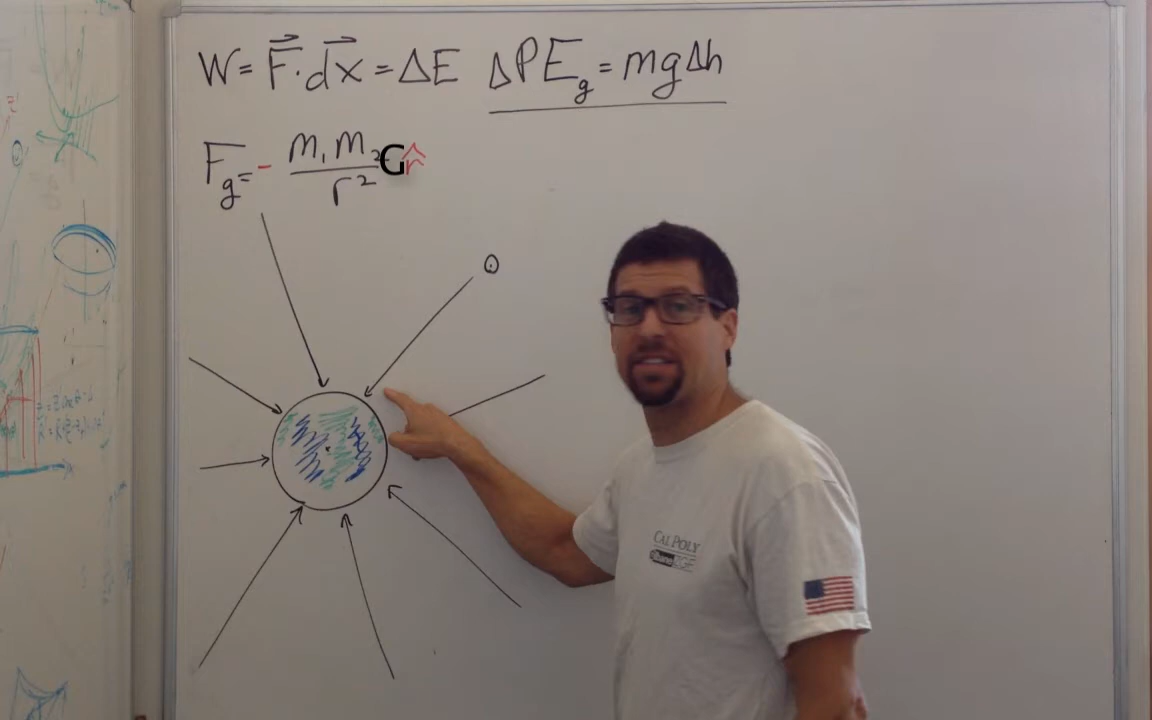 W = F⃗ · dx⃗ = ΔE ΔPE_g = mgΔh
F_g = - m₁m₂/r² G r̂
CAL POLY